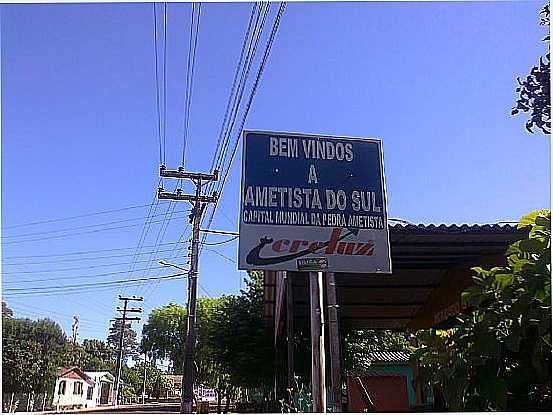 BEM VINDOS
A
AMETISTA DO SUL
CAPITAL MUNDIAL DA PEDRA AMETISTA
creluz